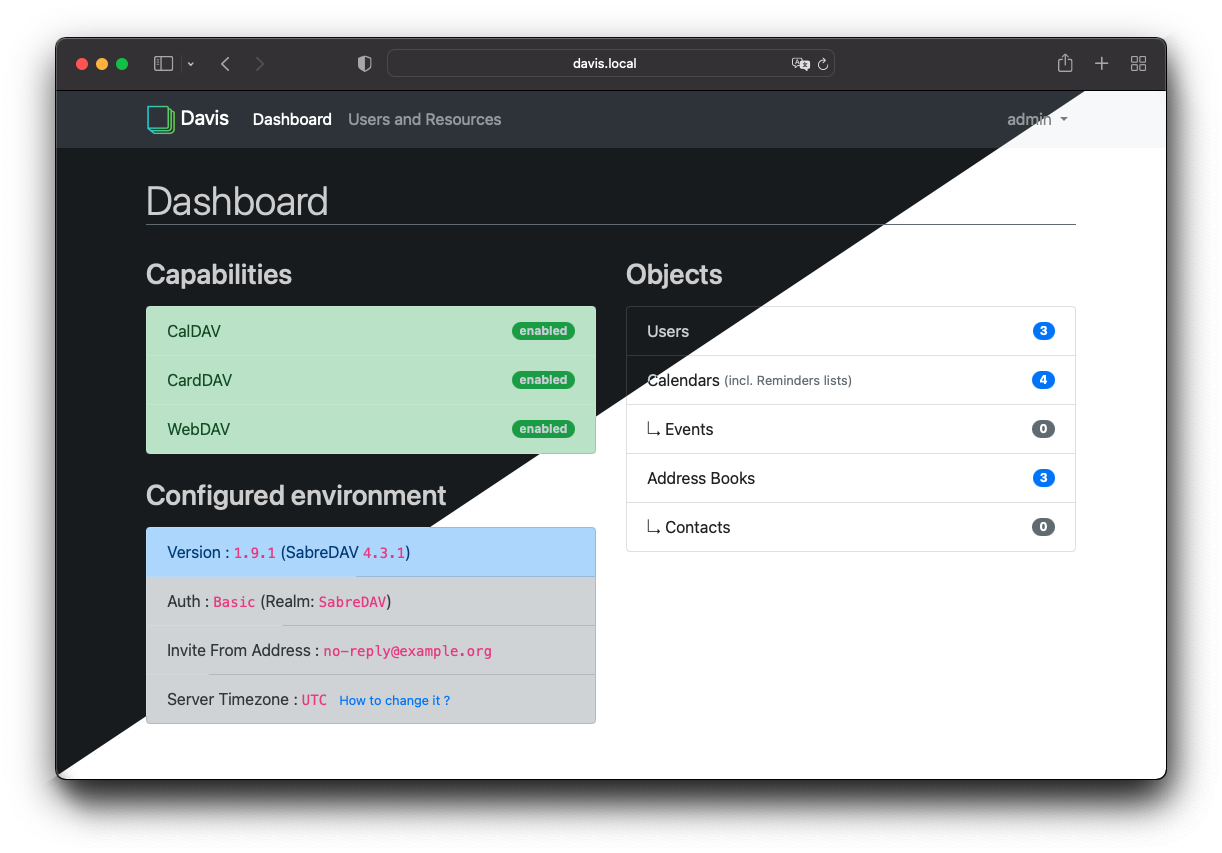 davis.local
Davis Dashboard Users and Resources admin
Dashboard
Capabilities
CalDAV enabled
CardDAV enabled
WebDAV enabled
Configured environment
Version : 1.9.1 (SabreDAV 4.3.1)
Auth : Basic (Realm: SabreDAV)
Invite From Address : no-reply@example.org
Server Timezone : UTC How to change it ?
Objects
Users 3
Calendars (incl. Reminders lists) 4
Events 0
Address Books 3
Contacts 0